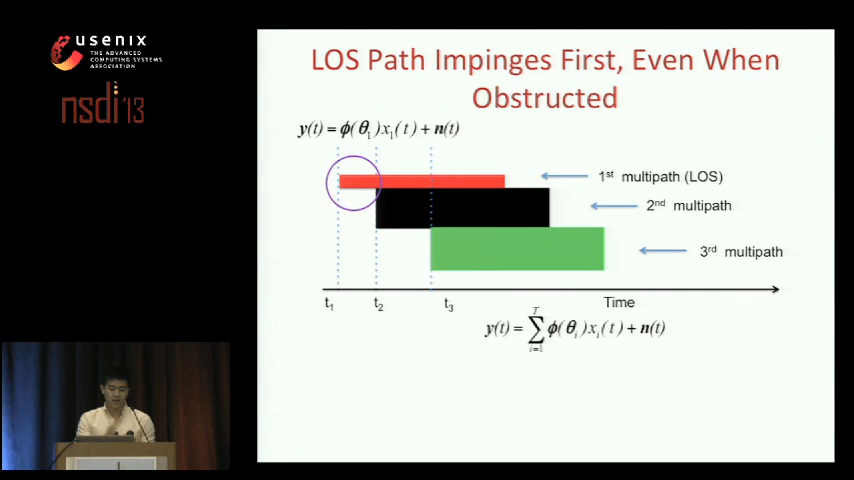 usenix
THE ADVANCED
COMPUTING SYSTEMS
ASSOCIATION
nsdi '13
LOS Path Impinges First, Even When
Obstructed
y(t) = ϕ(θ₁)x₁(t) + n(t)
1st multipath (LOS)
2nd multipath
3rd multipath
t₁ t₂ t₃ Time
y(t) = ∑ᵢ₌₁ᵀ ϕ(θᵢ)xᵢ(t) + n(t)